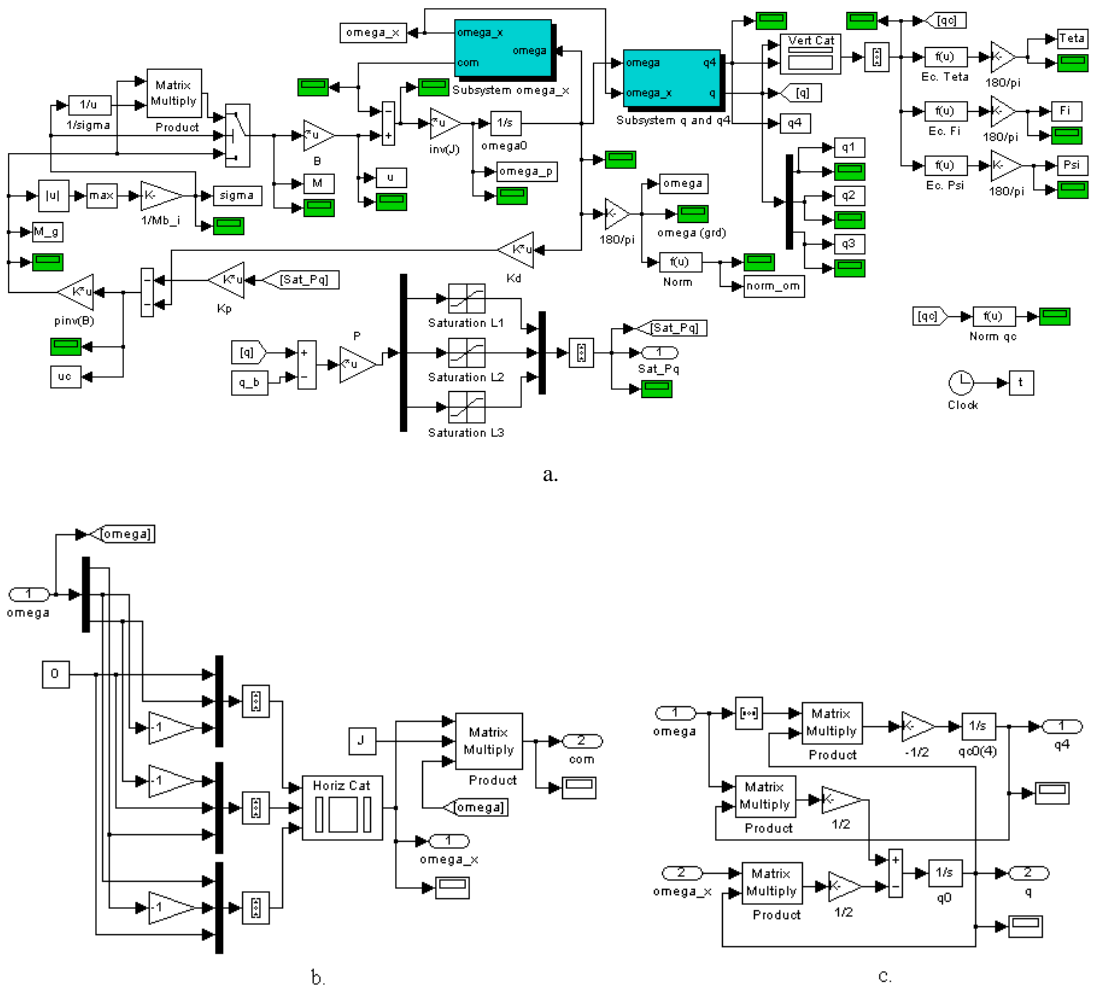 omega_x
omega_x
com
omega
Subsystem omega_x
omega
omega_x
q4
q
Subsystem q and q4
Vert Cat
[qc]
[q]
q4
f(u)
Ec. Teta
K-
180/pi
Teta
f(u)
Ec. Fi
K-
180/pi
Fi
f(u)
Ec. Psi
K-
180/pi
Psi
1/u
1/sigma
Matrix
Multiply
Product
B
M
u
inv(J)
1/s
omega0
omega_p
|u|
max
K-
1/Mb_i
sigma
M_g
K*u
pinv(B)
K*u
Kp
[Sat_Pq]
K*u
Kd
K-
180/pi
omega
omega (grd)
f(u)
Norm
norm_om
q1
q2
q3
uc
[q]
q_b
P
Saturation L1
Saturation L2
Saturation L3
[Sat_Pq]
1
Sat_Pq
[qc]
f(u)
Norm qc
Clock
t
a.
[omega]
1
omega
0
-1
-1
-1
Horiz Cat
J
Matrix
Multiply
Product
[omega]
2
com
1
omega_x
b.
1
omega
Matrix
Multiply
Product
K-
-1/2
1/s
qc0(4)
1
q4
Matrix
Multiply
Product
K-
1/2
2
omega_x
Matrix
Multiply
Product
K-
1/2
1/s
q0
2
q
c.